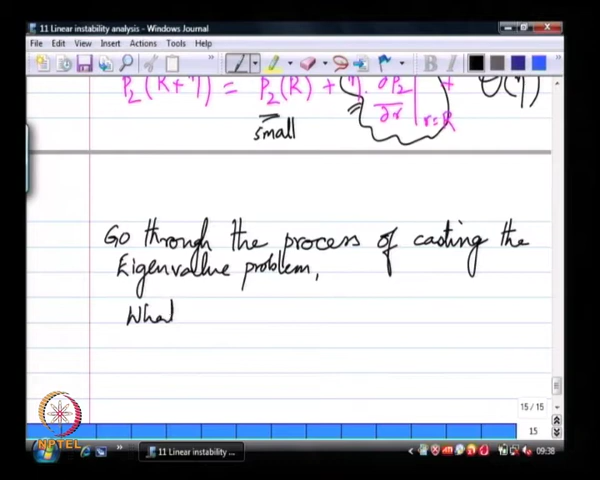 11 Linear instability analysis - Windows Journal
File Edit View Insert Actions Tools Help
P₂(R+η) = P₂(R) + η. ∂P₂/∂r |r=R + O(η)
small
Go through the process of casting the
Eigenvalue problem,
What
15 / 15
15
NPTEL
11 Linear instability ...
09:38